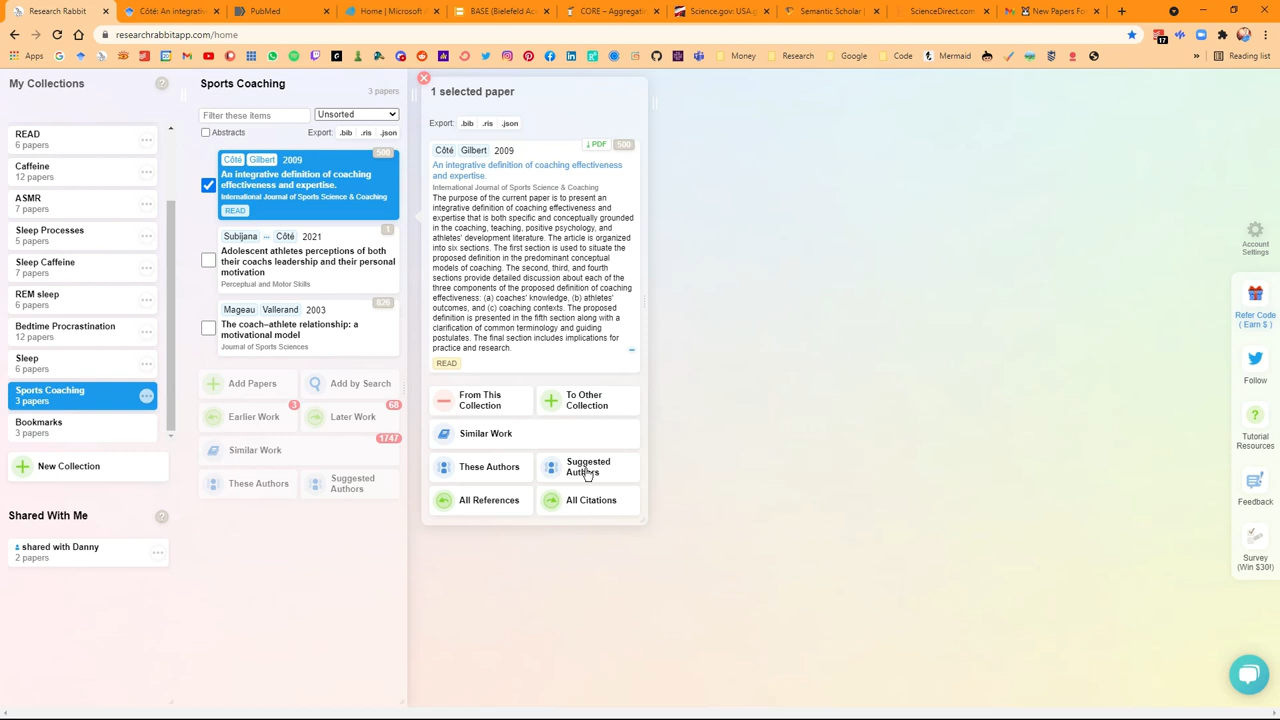 Research Rabbit
Côté: An integrativ
PubMed
Home | Microsoft A
BASE (Bielefeld Aca
CORE – Aggregati
Science.gov: USA.g
Semantic Scholar |
ScienceDirect.com
New Papers Fo
researchrabbitapp.com/home
17
Apps
Money
Research
Google
Code
Mermaid
»
Reading list
My Collections
?
READ
6 papers
Caffeine
12 papers
ASMR
7 papers
Sleep Processes
5 papers
Sleep Caffeine
12 papers
REM sleep
6 papers
Bedtime Procrastination
12 papers
Sleep
6 papers
Sports Coaching
3 papers
Bookmarks
3 papers
New Collection
Shared With Me
?
shared with Danny
2 papers
Sports Coaching
3 papers
Filter these items
Unsorted
Abstracts
Export: .bib .ris .json
500
Côté Gilbert 2009
An integrative definition of coaching
effectiveness and expertise.
International Journal of Sports Science & Coaching
READ
1
Subijana ··· Côté 2021
Adolescent athletes perceptions of both
their coachs leadership and their personal
motivation
Perceptual and Motor Skills
826
Mageau Vallerand 2003
The coach–athlete relationship: a
motivational model
Journal of Sports Sciences
Add Papers
Add by Search
Earlier Work
3
Later Work
68
Similar Work
1747
These Authors
Suggested
Authors
1 selected paper
Export: .bib .ris .json
Côté Gilbert 2009
↓ PDF
500
An integrative definition of coaching effectiveness
and expertise.
International Journal of Sports Science & Coaching
The purpose of the current paper is to present an
integrative definition of coaching effectiveness and
expertise that is both specific and conceptually grounded
in the coaching, teaching, positive psychology, and
athletes' development literature. The article is organized
into six sections. The first section is used to situate the
proposed definition in the predominant conceptual
models of coaching. The second, third, and fourth
sections provide detailed discussion about each of the
three components of the proposed definition of coaching
effectiveness: (a) coaches' knowledge, (b) athletes'
outcomes, and (c) coaching contexts. The proposed
definition is presented in the fifth section along with a
clarification of common terminology and guiding
postulates. The final section includes implications for
practice and research.
READ
From This
Collection
To Other
Collection
Similar Work
These Authors
Suggested
Authors
All References
All Citations
Account
Settings
Refer Code
( Earn $ )
Follow
?
Tutorial
Resources
Feedback
Survey
(Win $30!)